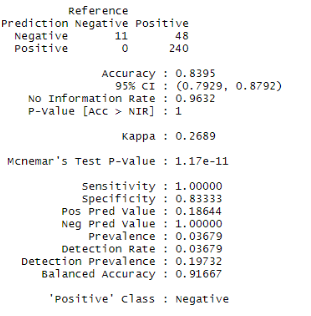 Reference
Prediction Negative Positive
Negative 11 48
Positive 0 240
Accuracy : 0.8395
95% CI : (0.7929, 0.8792)
No Information Rate : 0.9632
P-Value [Acc > NIR] : 1
Kappa : 0.2689
Mcnemar's Test P-Value : 1.17e-11
Sensitivity : 1.00000
Specificity : 0.83333
Pos Pred Value : 0.18644
Neg Pred Value : 1.00000
Prevalence : 0.03679
Detection Rate : 0.03679
Detection Prevalence : 0.19732
Balanced Accuracy : 0.91667
'Positive' Class : Negative